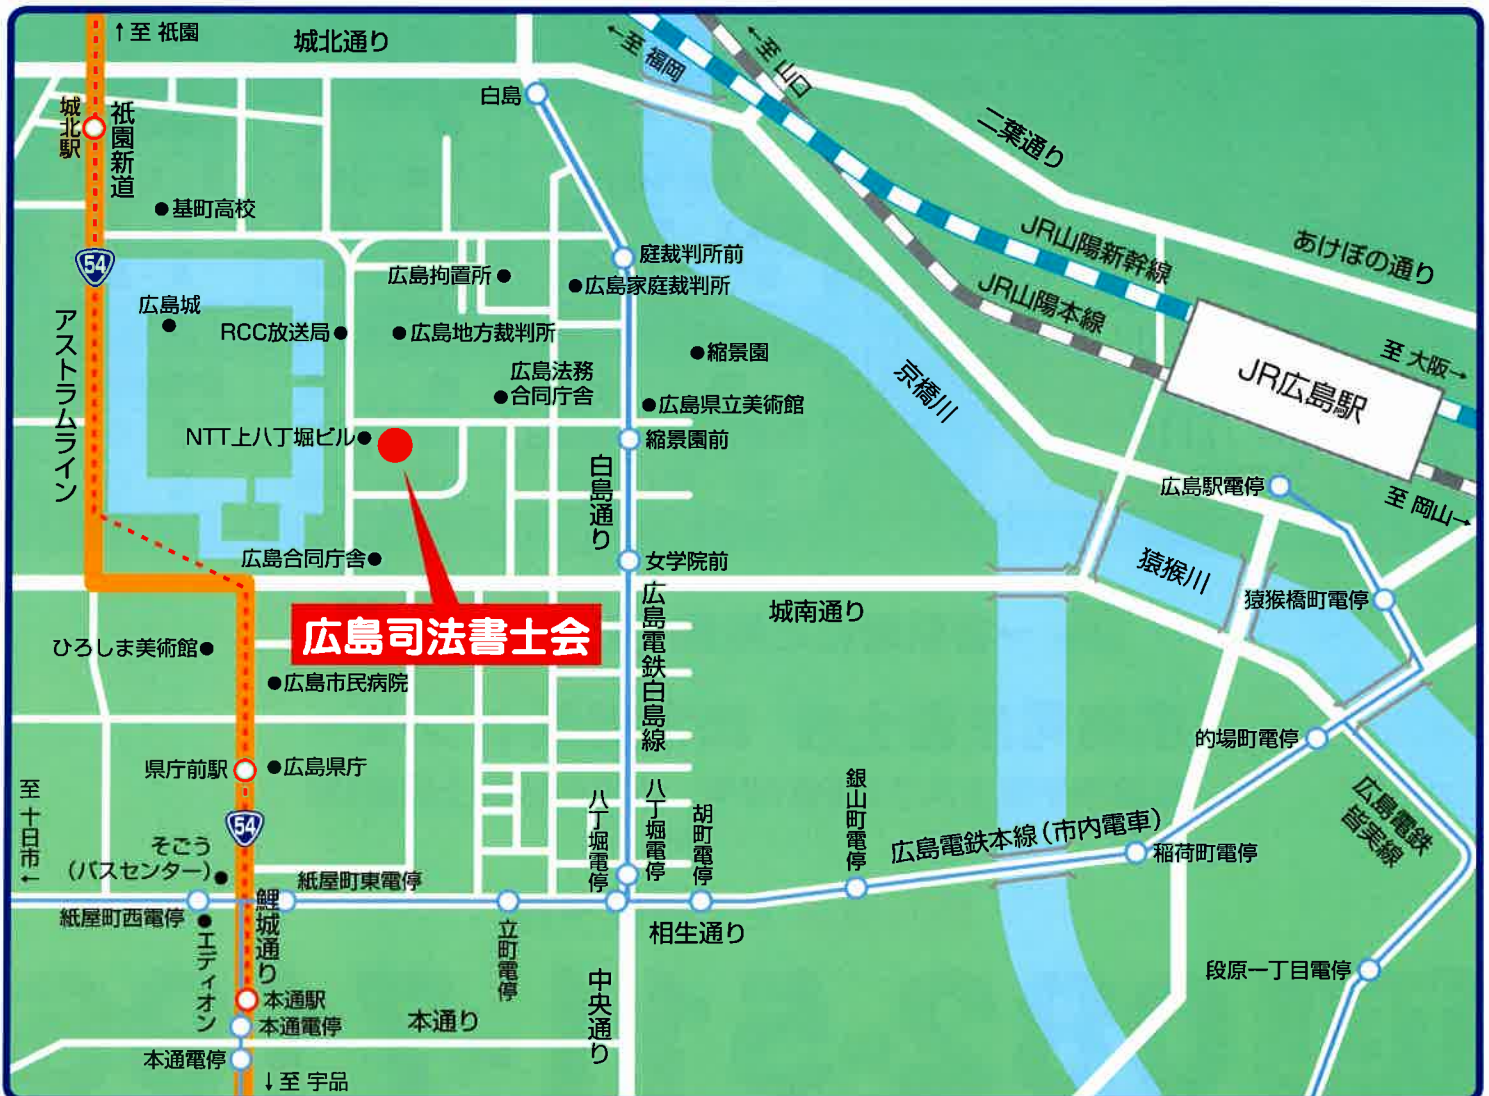 ↑至 祇園
城北通り
←至 福岡
←至 山口
白島
城北駅
祇園新道
二葉通り
●基町高校
54
庭裁判所前
JR山陽新幹線
あけぼの通り
広島拘置所●
●広島家庭裁判所
JR山陽本線
広島城
アストラムライン
RCC放送局●
●広島地方裁判所
●縮景園
広島法務
●合同庁舎
京橋川
JR広島駅
至 大阪→
●広島県立美術館
NTT上八丁堀ビル●
縮景園前
白島通り
広島駅電停
至 岡山→
広島合同庁舎●
女学院前
猿猴川
広島電鉄白島線
城南通り
猿猴橋町電停
広島司法書士会
ひろしま美術館●
●広島市民病院
的場町電停
県庁前駅
●広島県庁
至 十日市←
八丁堀電停
八丁堀電停
胡町電停
銀山町電停
広島電鉄皆実線
54
そごう
(バスセンター)●
広島電鉄本線(市内電車)
稲荷町電停
紙屋町東電停
紙屋町西電停
●エディオン
鯉城通り
立町電停
相生通り
中央通り
段原一丁目電停
本通駅
本通電停
本通り
本通電停
↓至 宇品